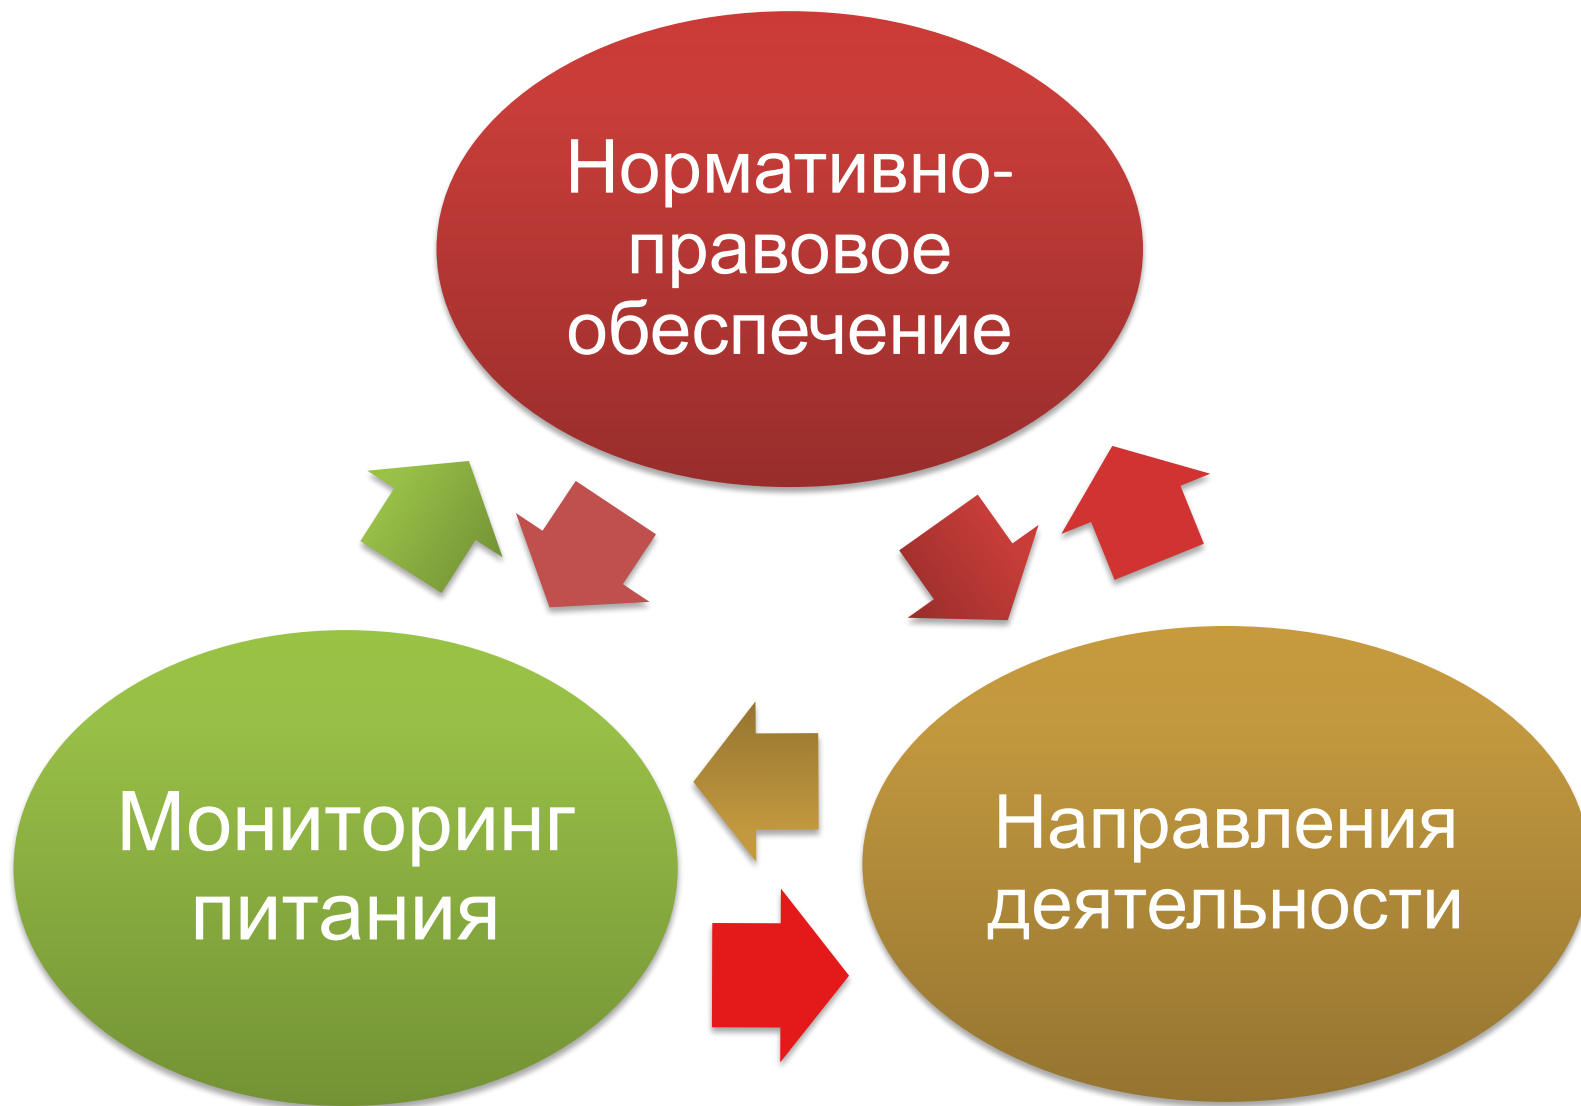 Нормативно-
правовое
обеспечение
Мониторинг
питания
Направления
деятельности